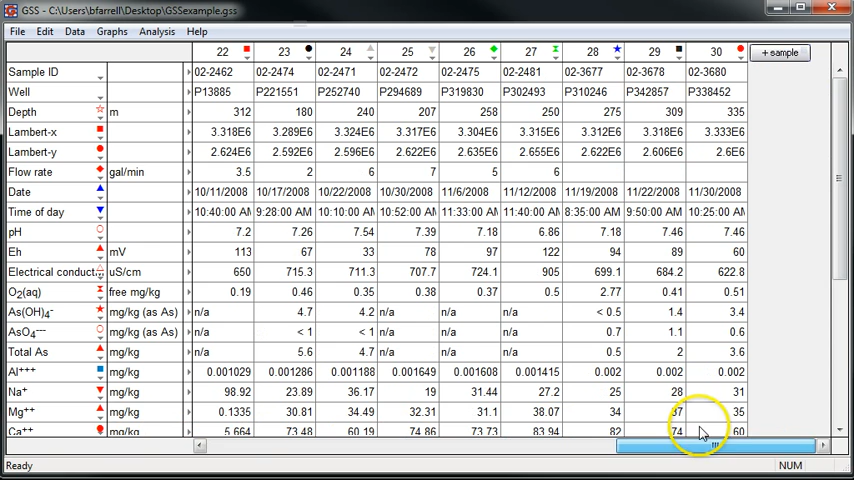 GSS - C:\Users\bfarrell\Desktop\GSSexample.gss
File Edit Data Graphs Analysis Help
22 23 24 25 26 27 28 29 30 + sample
Sample ID 02-2462 02-2474 02-2471 02-2472 02-2475 02-2481 02-3677 02-3678 02-3680
Well P13885 P221551 P252740 P294689 P319830 P302493 P310246 P342857 P338452
Depth m 312 180 240 207 258 250 275 309 335
Lambert-x 3.318E6 3.289E6 3.324E6 3.317E6 3.304E6 3.315E6 3.312E6 3.318E6 3.333E6
Lambert-y 2.624E6 2.592E6 2.596E6 2.622E6 2.635E6 2.655E6 2.622E6 2.606E6 2.6E6
Flow rate gal/min 3.5 2 6 7 5 6
Date 10/11/2008 10/17/2008 10/22/2008 10/30/2008 11/6/2008 11/12/2008 11/19/2008 11/22/2008 11/30/2008
Time of day 10:40:00 AM 9:28:00 AM 10:10:00 AM 10:52:00 AM 11:33:00 AM 11:40:00 AM 8:35:00 AM 9:50:00 AM 10:25:00 AM
pH 7.2 7.26 7.54 7.39 7.18 6.86 7.18 7.46 7.46
Eh mV 113 67 33 78 97 122 94 89 60
Electrical conduct... uS/cm 650 715.3 711.3 707.7 724.1 905 699.1 684.2 622.8
O2(aq) free mg/kg 0.19 0.46 0.35 0.38 0.37 0.5 2.77 0.41 0.51
As(OH)4- mg/kg (as As) n/a 4.7 4.2 n/a n/a n/a < 0.5 1.4 3.4
AsO4--- mg/kg (as As) n/a < 1 < 1 n/a n/a n/a 0.7 1.1 0.6
Total As mg/kg n/a 5.6 4.7 n/a n/a n/a 0.5 2 3.6
Al+++ mg/kg 0.001029 0.001286 0.001188 0.001649 0.001608 0.001415 0.002 0.002 0.002
Na+ mg/kg 98.92 23.89 36.17 19 31.44 27.2 25 28 31
Mg++ mg/kg 0.1335 30.81 34.49 32.31 31.1 38.07 34 37 35
Ca++ mg/kg 5.664 73.48 60.19 74.86 73.73 83.94 82 74 60
Ready NUM